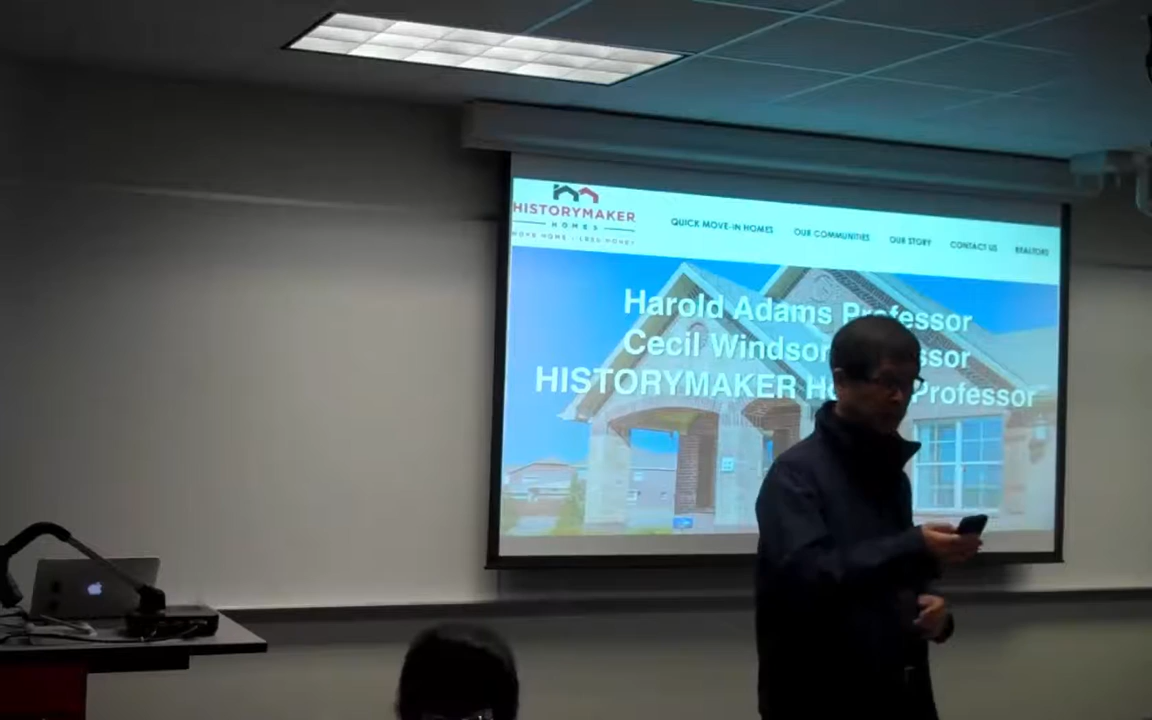 HISTORYMAKER
HOMES
QUICK MOVE-IN HOMES OUR COMMUNITIES OUR STORY CONTACT US REALTORS
Harold Adams Professor
Cecil Windsor
HISTORYMAKER Professor